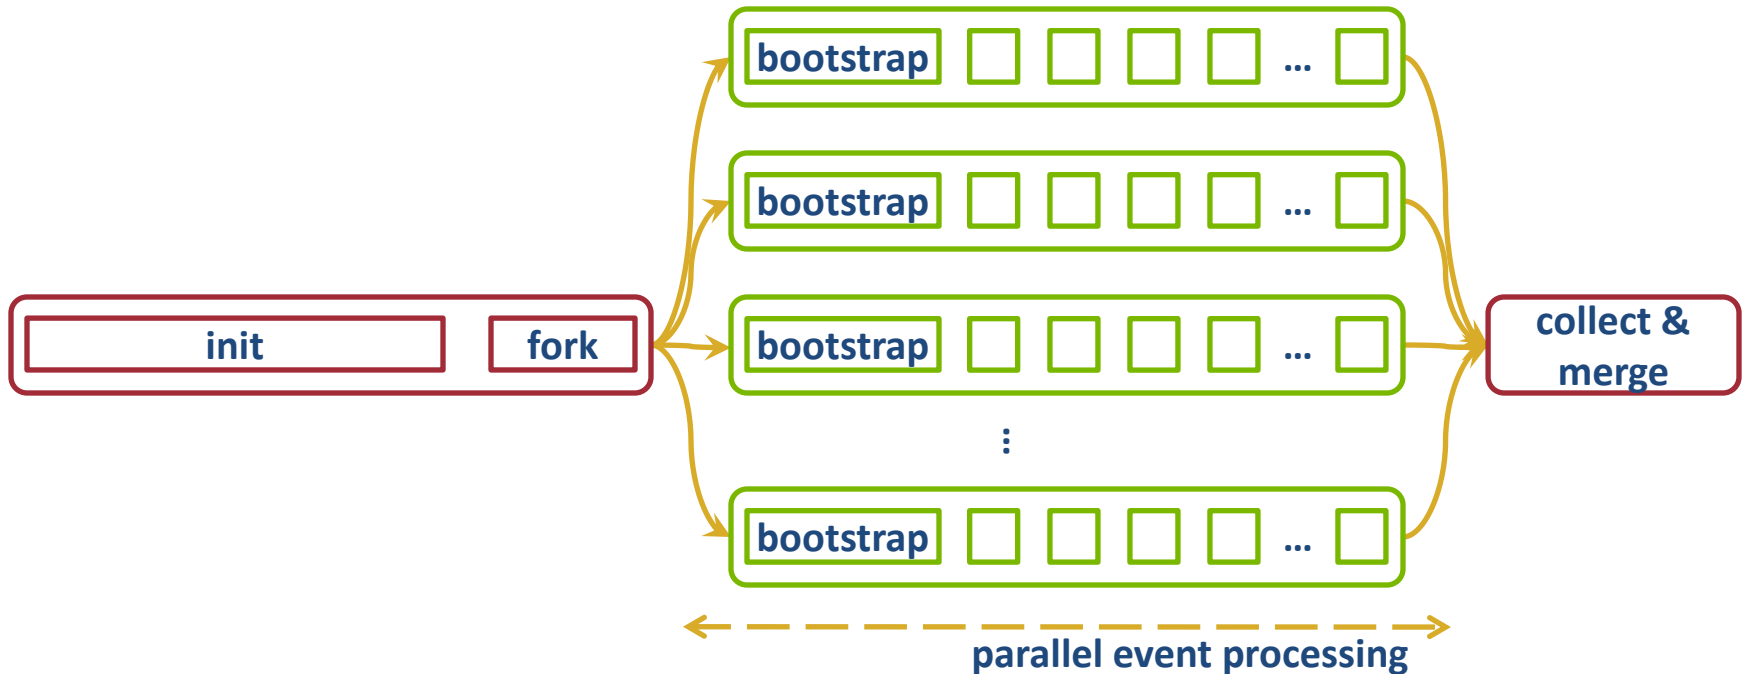 bootstrap ...
bootstrap ...
init fork bootstrap ... collect &
merge
⋮
bootstrap ...
parallel event processing